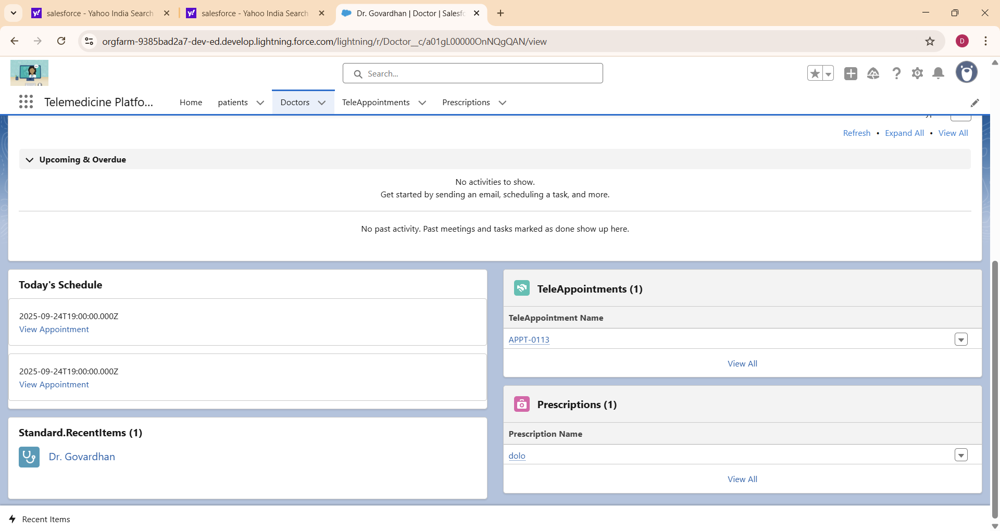 salesforce - Yahoo India Search
salesforce - Yahoo India Search
Dr. Govardhan | Doctor | Salesfo
orgfarm-9385bad2a7-dev-ed.develop.lightning.force.com/lightning/r/Doctor__c/a01gL00000OnNQgQAN/view
D
Search...
Telemedicine Platfo...
Home
patients
Doctors
TeleAppointments
Prescriptions
Refresh • Expand All • View All
Upcoming & Overdue
No activities to show.
Get started by sending an email, scheduling a task, and more.
No past activity. Past meetings and tasks marked as done show up here.
Today's Schedule
2025-09-24T19:00:00.000Z
View Appointment
2025-09-24T19:00:00.000Z
View Appointment
Standard.RecentItems (1)
Dr. Govardhan
TeleAppointments (1)
TeleAppointment Name
APPT-0113
View All
Prescriptions (1)
Prescription Name
dolo
View All
Recent Items